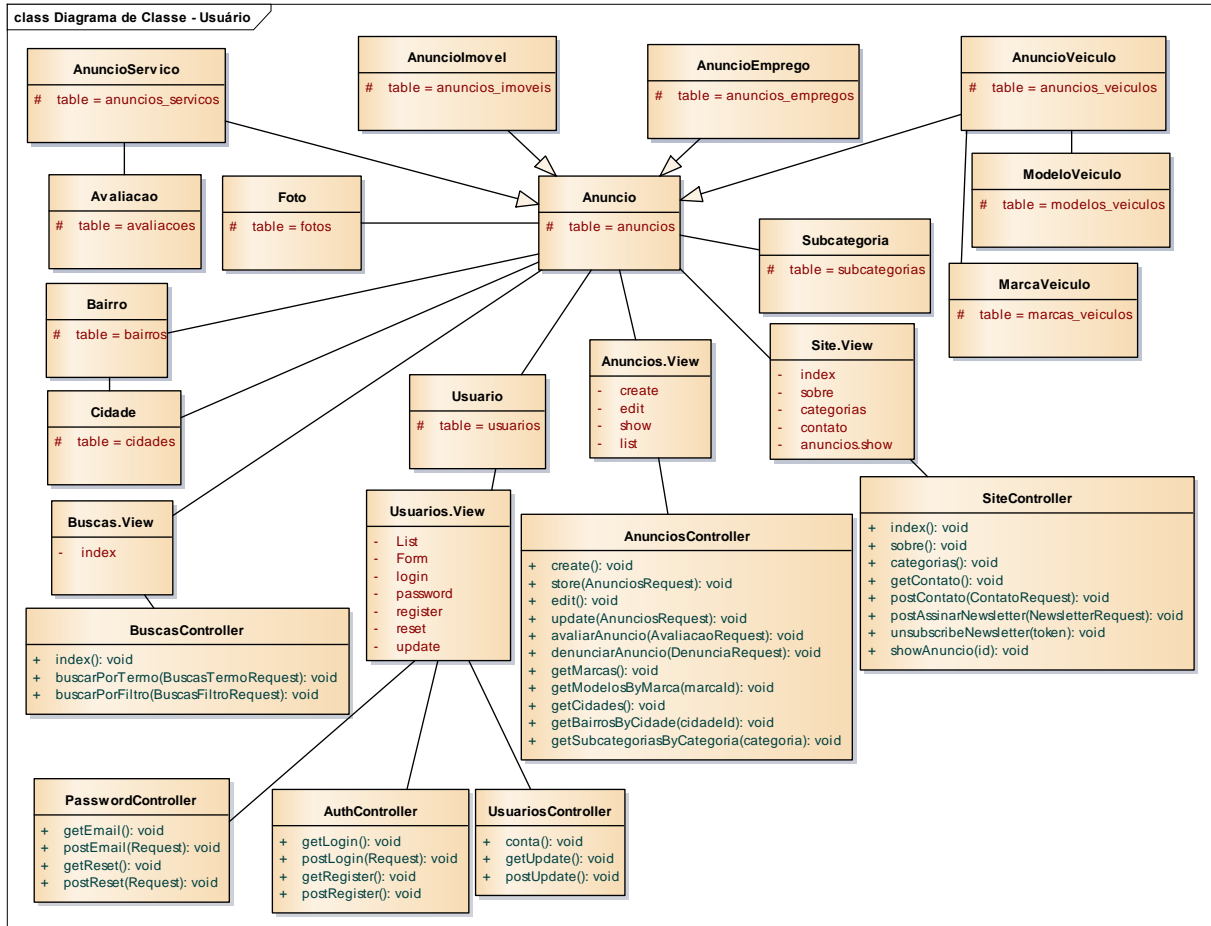 class Diagrama de Classe - Usuário
AnuncioServico
# table = anuncios_servicos
AnuncioImovel
# table = anuncios_imoveis
AnuncioEmprego
# table = anuncios_empregos
AnuncioVeiculo
# table = anuncios_veiculos
Avaliacao
# table = avaliacoes
Foto
# table = fotos
Anuncio
# table = anuncios
ModeloVeiculo
# table = modelos_veiculos
Subcategoria
# table = subcategorias
MarcaVeiculo
# table = marcas_veiculos
Bairro
# table = bairros
Cidade
# table = cidades
Usuario
# table = usuarios
Anuncios.View
- create
- edit
- show
- list
Site.View
- index
- sobre
- categorias
- contato
- anuncios.show
Buscas.View
- index
Usuarios.View
- List
- Form
- login
- password
- register
- reset
- update
AnunciosController
+ create(): void
+ store(AnunciosRequest): void
+ edit(): void
+ update(AnunciosRequest): void
+ avaliarAnuncio(AvaliacaoRequest): void
+ denunciarAnuncio(DenunciaRequest): void
+ getMarcas(): void
+ getModelosByMarca(marcaId): void
+ getCidades(): void
+ getBairrosByCidade(cidadeId): void
+ getSubcategoriasByCategoria(categoria): void
SiteController
+ index(): void
+ sobre(): void
+ categorias(): void
+ getContato(): void
+ postContato(ContatoRequest): void
+ postAssinarNewsletter(NewsletterRequest): void
+ unsubscribeNewsletter(token): void
+ showAnuncio(id): void
BuscasController
+ index(): void
+ buscarPorTermo(BuscasTermoRequest): void
+ buscarPorFiltro(BuscasFiltroRequest): void
PasswordController
+ getEmail(): void
+ postEmail(Request): void
+ getReset(): void
+ postReset(Request): void
AuthController
+ getLogin(): void
+ postLogin(Request): void
+ getRegister(): void
+ postRegister(): void
UsuariosController
+ conta(): void
+ getUpdate(): void
+ postUpdate(): void